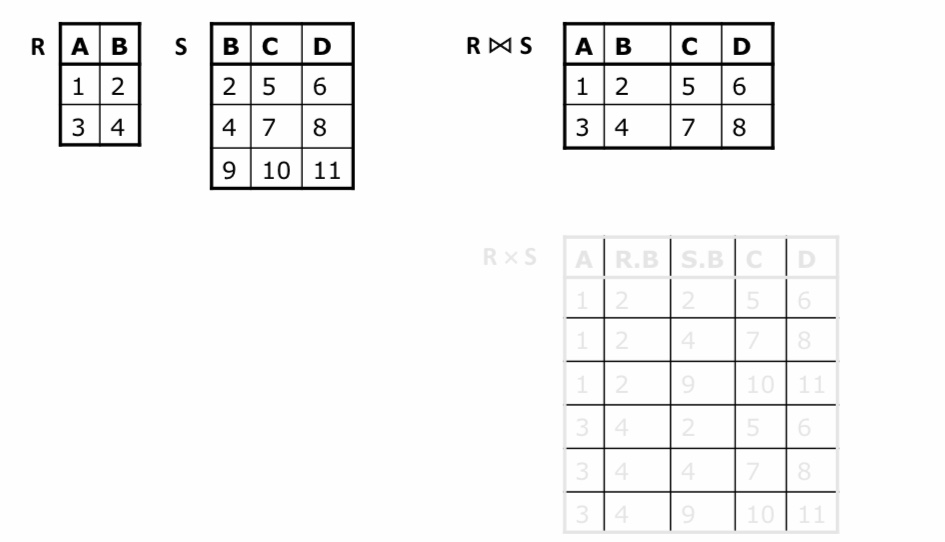 R A B
1 2
3 4
S B C D
2 5 6
4 7 8
9 10 11
R ⋈ S A B C D
1 2 5 6
3 4 7 8
R × S A R.B S.B C D
1 2 2 5 6
1 2 4 7 8
1 2 9 10 11
3 4 2 5 6
3 4 4 7 8
3 4 9 10 11